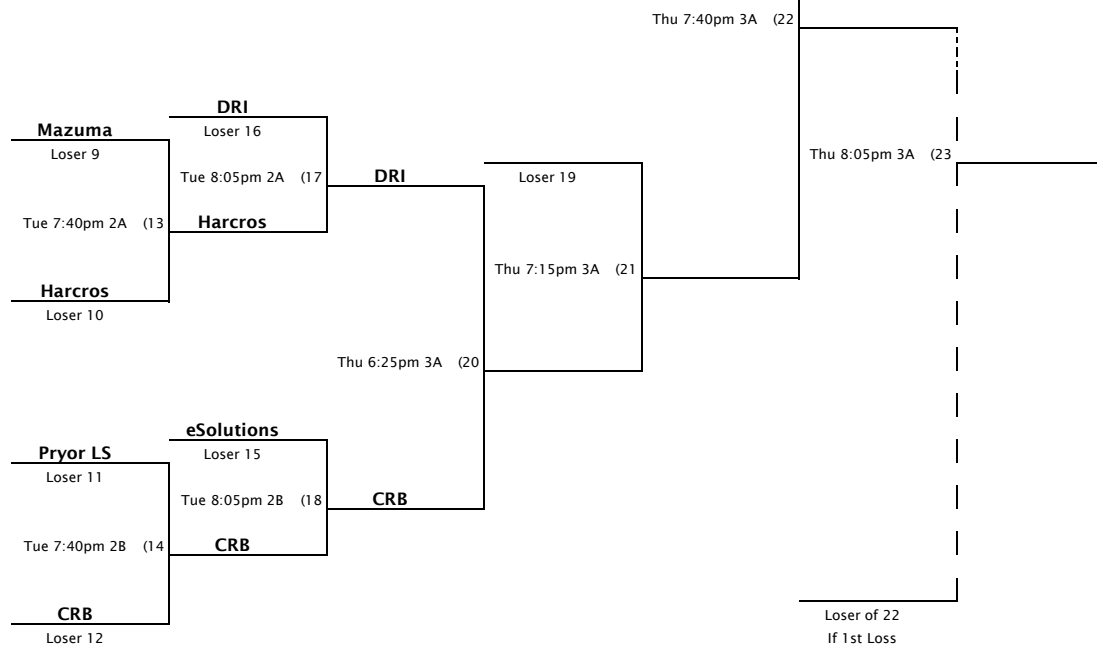 Thu 7:40pm 3A (22
DRI
Mazuma
Loser 16
Loser 9
Thu 8:05pm 3A (23
Tue 8:05pm 2A (17
DRI
Loser 19
Tue 7:40pm 2A (13
Harcros
Thu 7:15pm 3A (21
Harcros
Loser 10
Thu 6:25pm 3A (20
eSolutions
Pryor LS
Loser 15
Loser 11
Tue 8:05pm 2B (18
CRB
Tue 7:40pm 2B (14
CRB
CRB
Loser 12
Loser of 22
If 1st Loss